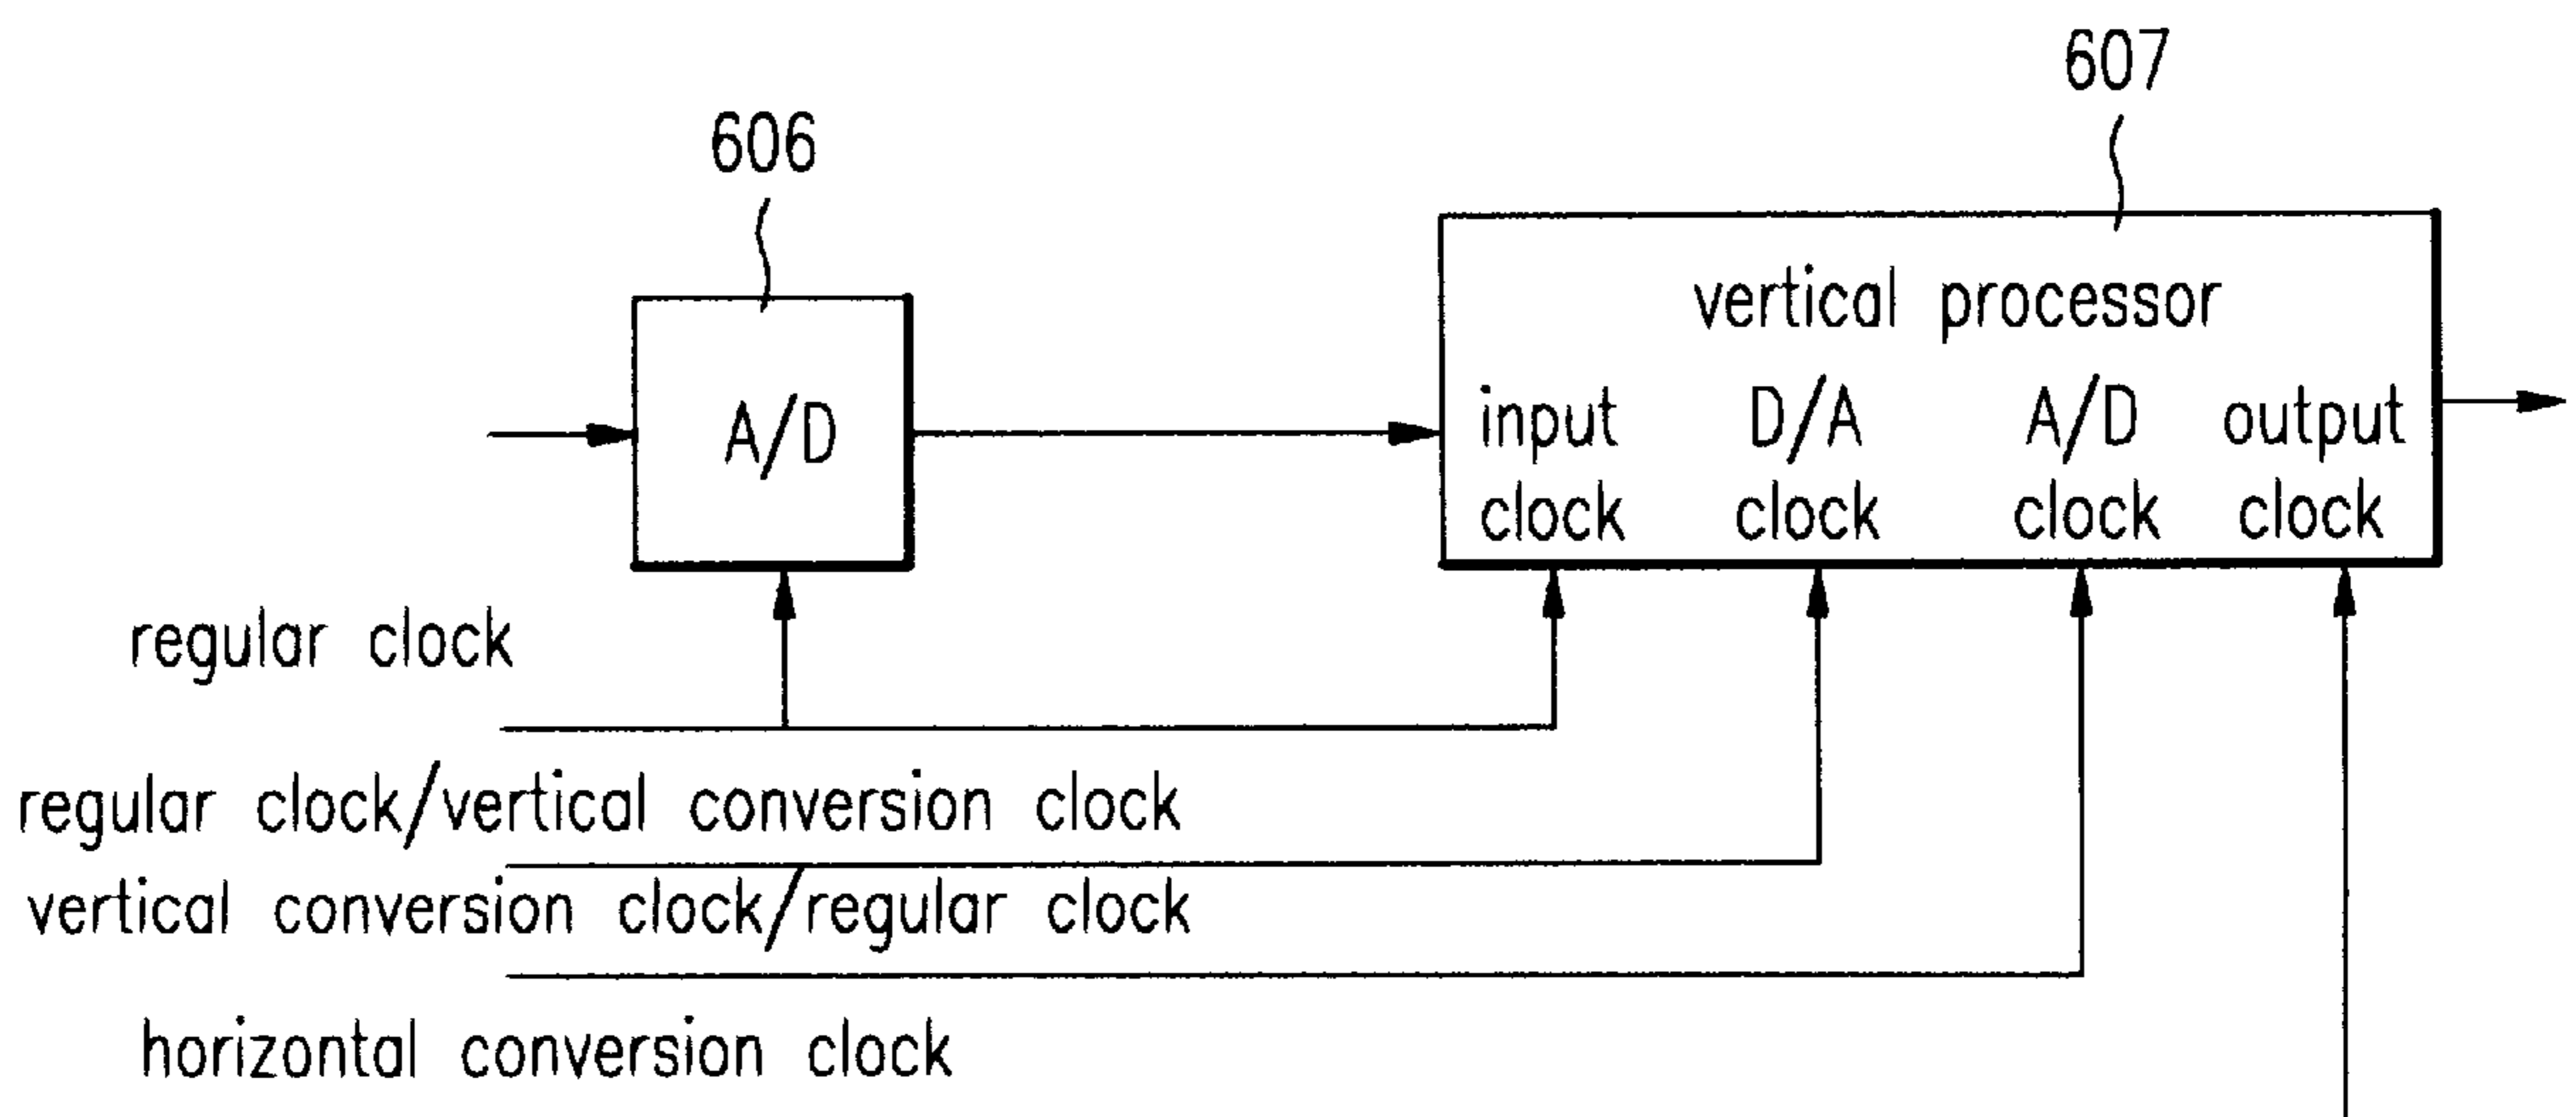 607
606
vertical processor
A/D
input D/A A/D output
clock clock clock clock
regular clock
regular clock/vertical conversion clock
vertical conversion clock/regular clock
horizontal conversion clock